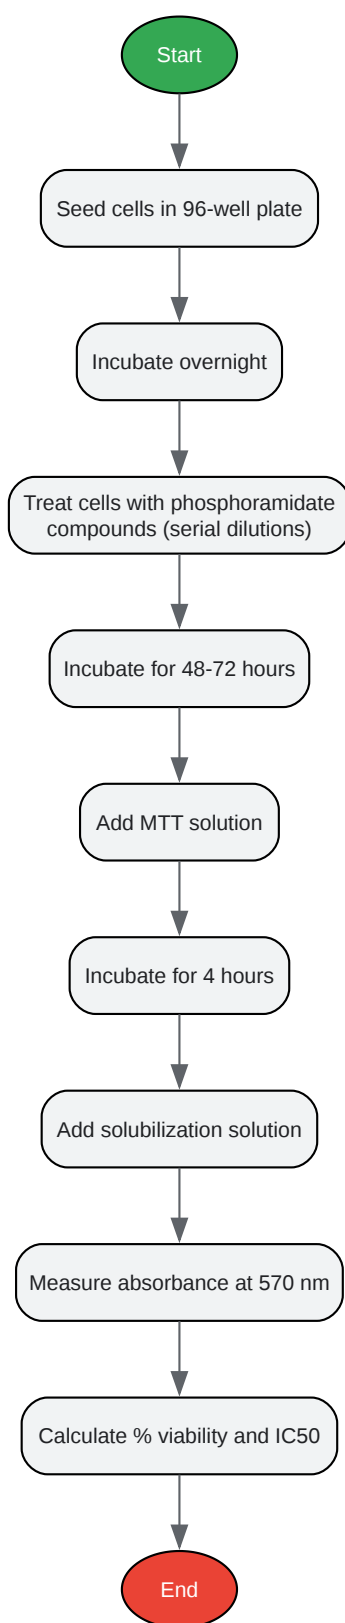 Start
Seed cells in 96-well plate
Incubate overnight
Treat cells with phosphoramidate
compounds (serial dilutions)
Incubate for 48-72 hours
Add MTT solution
Incubate for 4 hours
Add solubilization solution
Measure absorbance at 570 nm
Calculate % viability and IC50
End